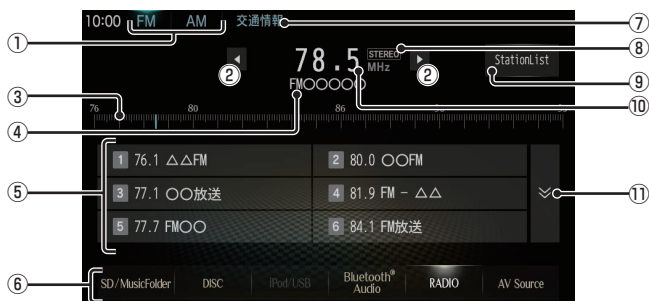 10:00 FM AM 交通情報 ⑦
①
78.5 STEREO MHz ⑧
② ② StationList ⑨
FM○○○○○ ⑩
③
76 80 86 90
④
⑤
1 76.1 △△FM 2 80.0 ○○FM
3 77.1 ○○放送 4 81.9 FM − △△ ⑪
5 77.7 FM○○ 6 84.1 FM放送
⑥ SD/MusicFolder DISC iPod/USB Bluetooth® Audio RADIO AV Source